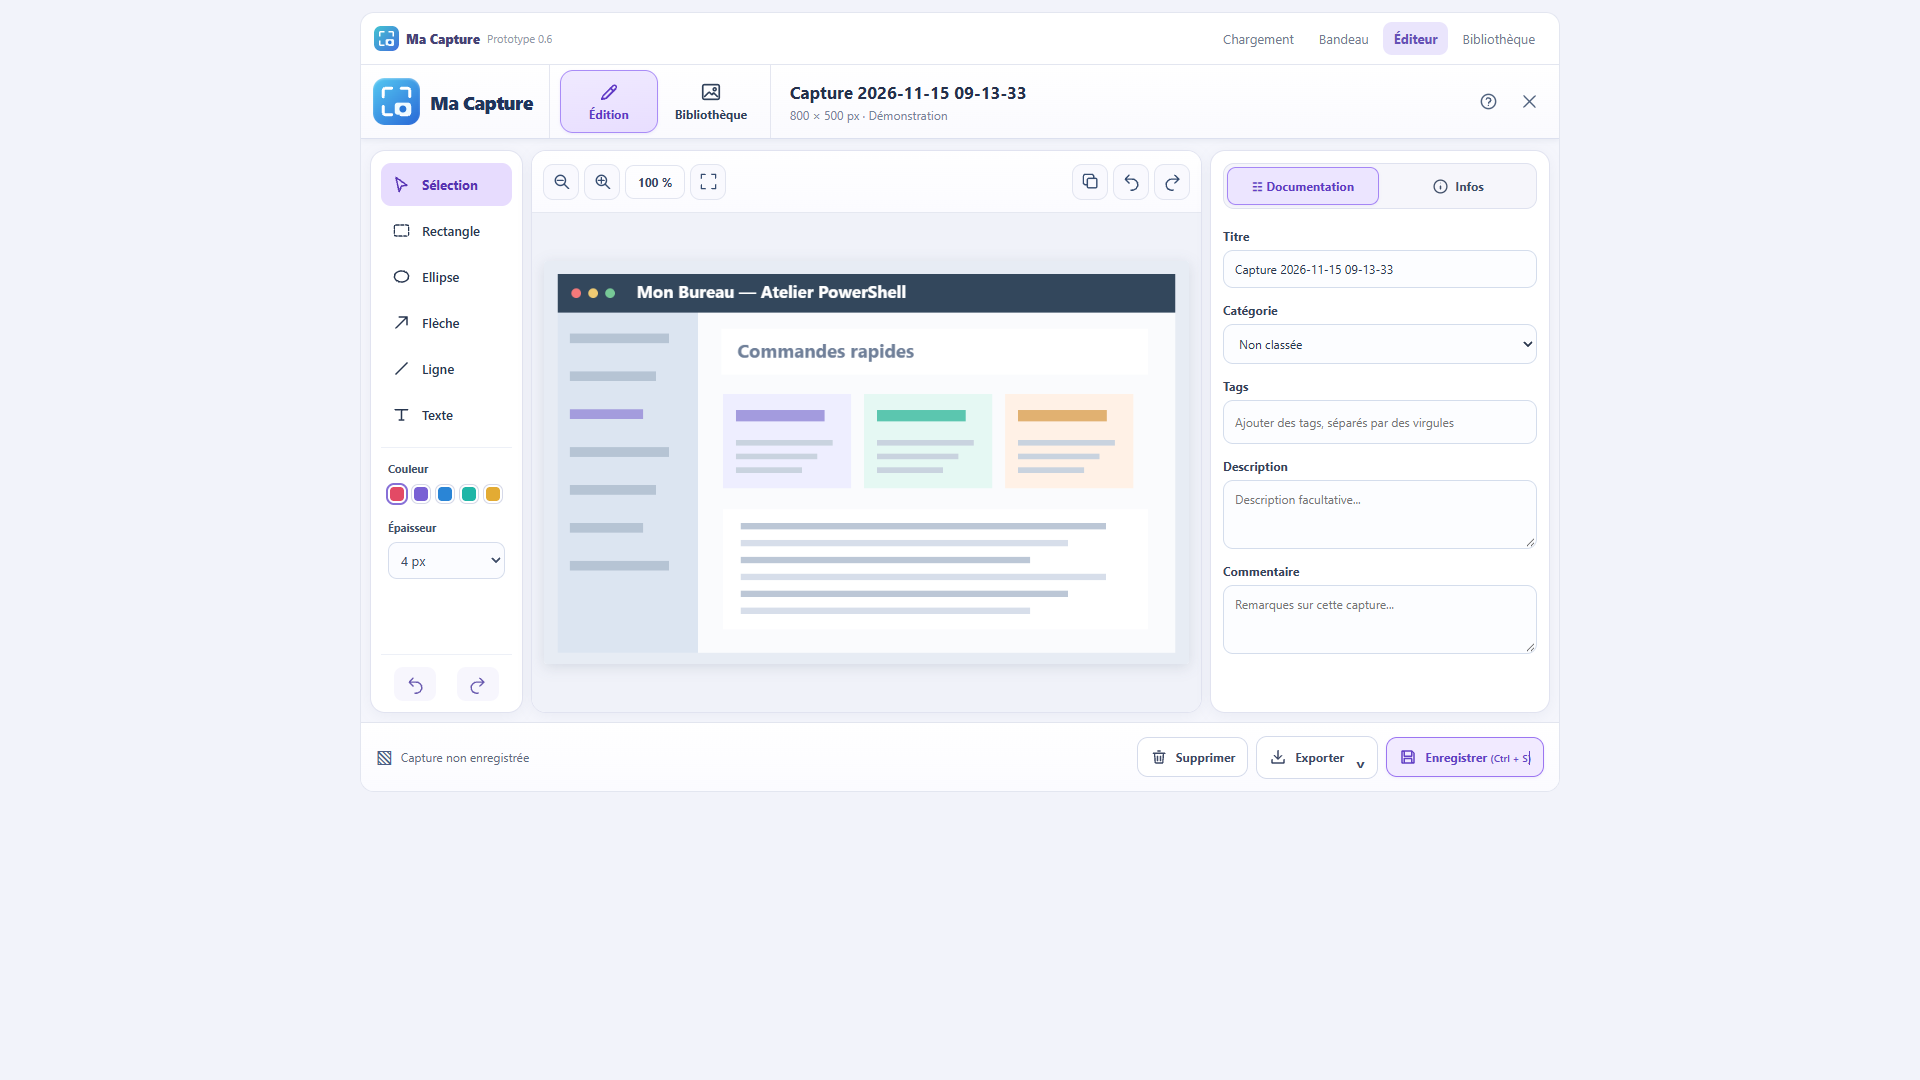 Ma Capture Prototype 0.6
Chargement Bandeau Éditeur Bibliothèque
Ma Capture
Édition
Bibliothèque
Capture 2026-11-15 09-13-33
800 × 500 px · Démonstration
Sélection
Rectangle
Ellipse
Flèche
Ligne
Texte
Couleur
Épaisseur
4 px
100 %
Mon Bureau — Atelier PowerShell
Commandes rapides
Documentation
Infos
Titre
Capture 2026-11-15 09-13-33
Catégorie
Non classée
Tags
Ajouter des tags, séparés par des virgules
Description
Description facultative...
Commentaire
Remarques sur cette capture...
Capture non enregistrée
Supprimer
Exporter
Enregistrer (Ctrl + S)